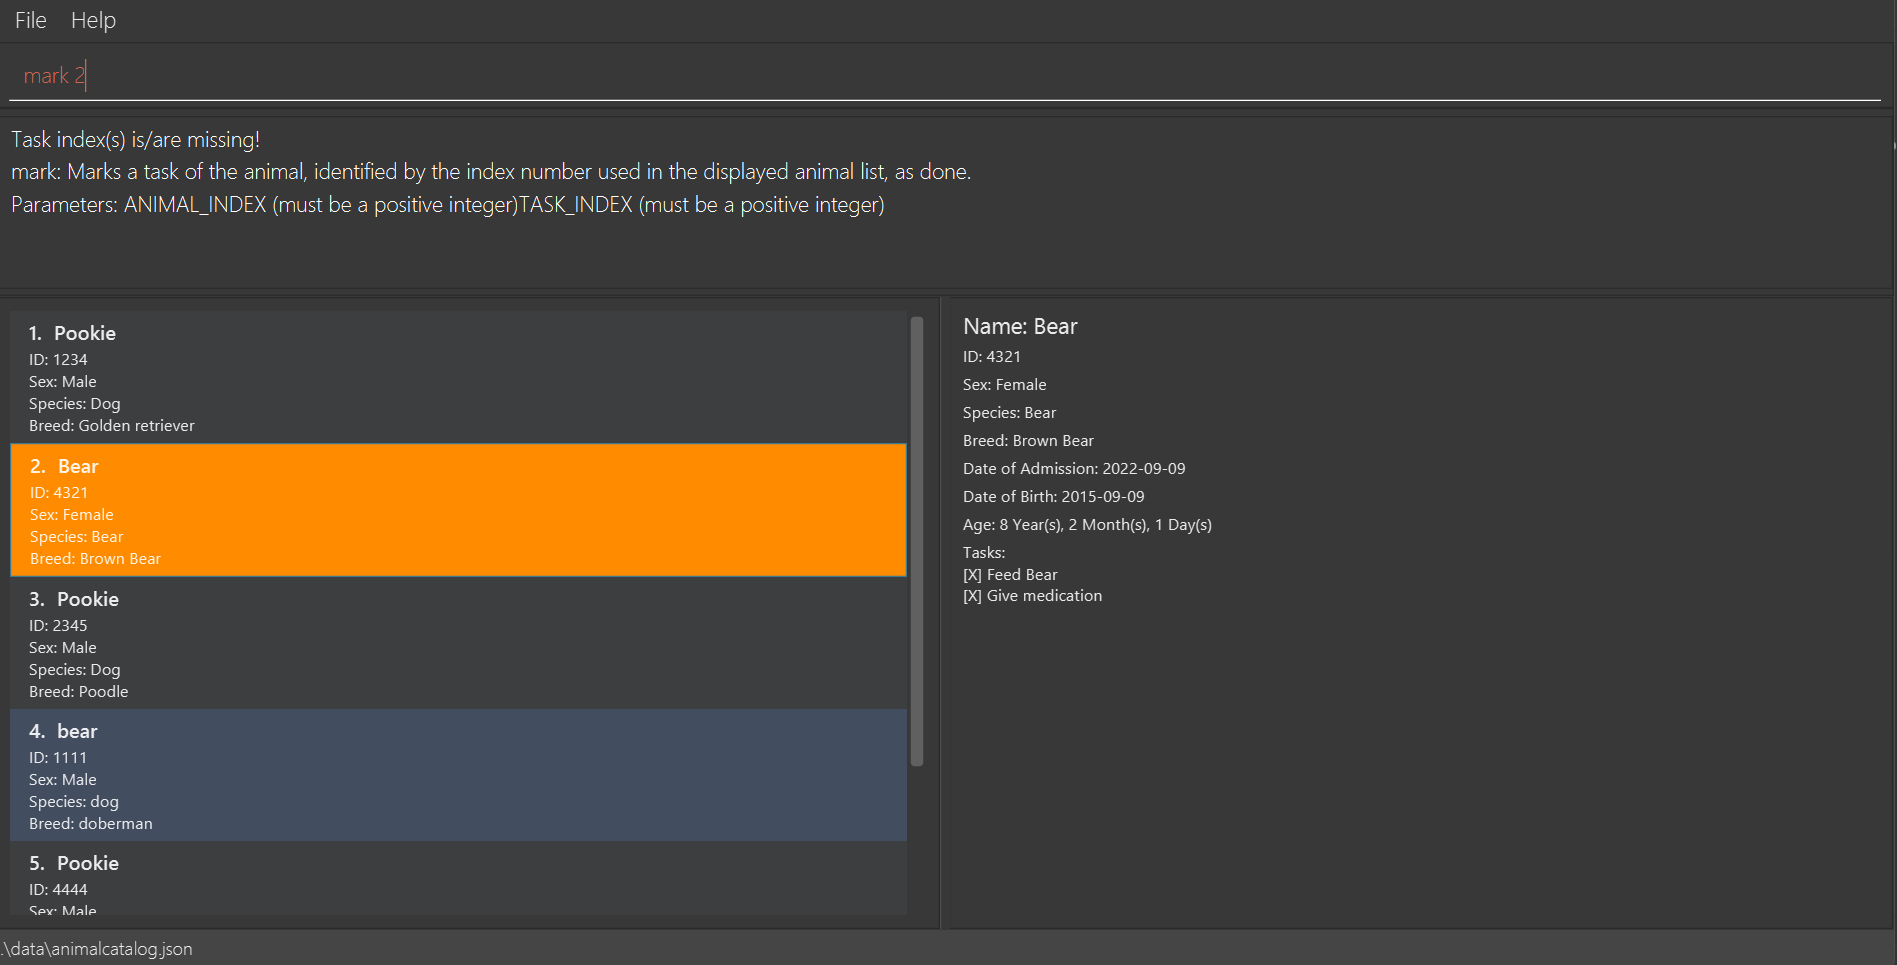 File Help
mark 2
Task index(s) is/are missing!
mark: Marks a task of the animal, identified by the index number used in the displayed animal list, as done.
Parameters: ANIMAL_INDEX (must be a positive integer)TASK_INDEX (must be a positive integer)
1. Pookie
ID: 1234
Sex: Male
Species: Dog
Breed: Golden retriever
2. Bear
ID: 4321
Sex: Female
Species: Bear
Breed: Brown Bear
3. Pookie
ID: 2345
Sex: Male
Species: Dog
Breed: Poodle
4. bear
ID: 1111
Sex: Male
Species: dog
Breed: doberman
5. Pookie
ID: 4444
Sex: Male
Name: Bear
ID: 4321
Sex: Female
Species: Bear
Breed: Brown Bear
Date of Admission: 2022-09-09
Date of Birth: 2015-09-09
Age: 8 Year(s), 2 Month(s), 1 Day(s)
Tasks:
[X] Feed Bear
[X] Give medication
.\data\animalcatalog.json